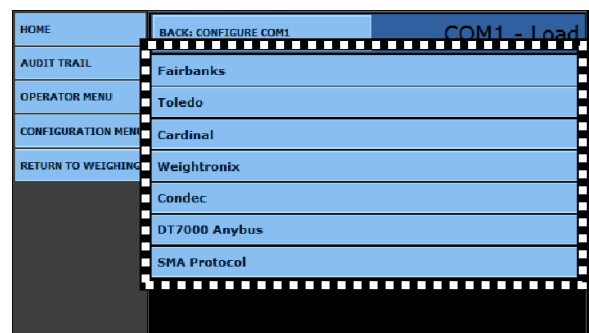 HOME
BACK: CONFIGURE COM1
COM1 - Load
AUDIT TRAIL
OPERATOR MENU
CONFIGURATION
RETURN TO WEIGHING
Fairbanks
Toledo
Cardinal
Weightronix
Condec
DT7000 Anybus
SMA Protocol